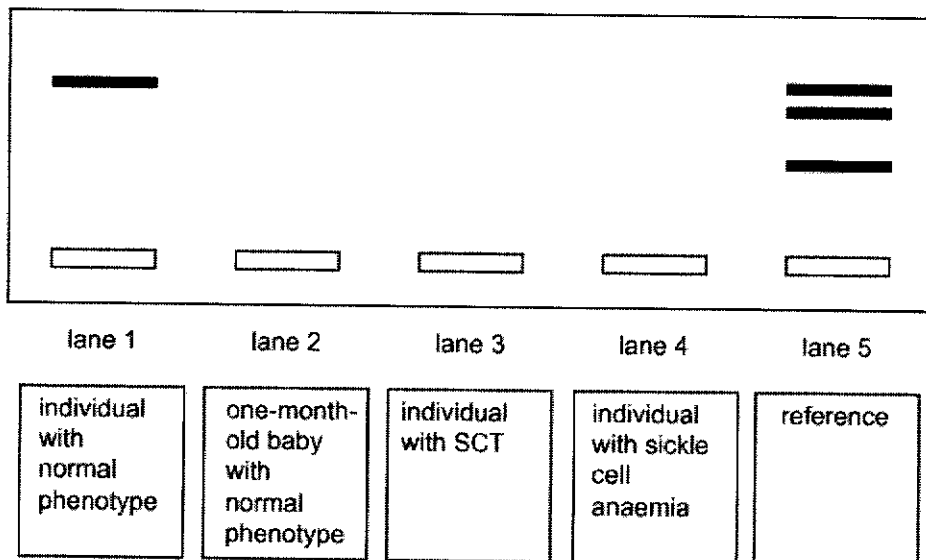 lane 1
lane 2
lane 3
lane 4
lane 5
individual
with
normal
phenotype
one-month-
old baby
with
normal
phenotype
individual
with SCT
individual
with sickle
cell
anaemia
reference